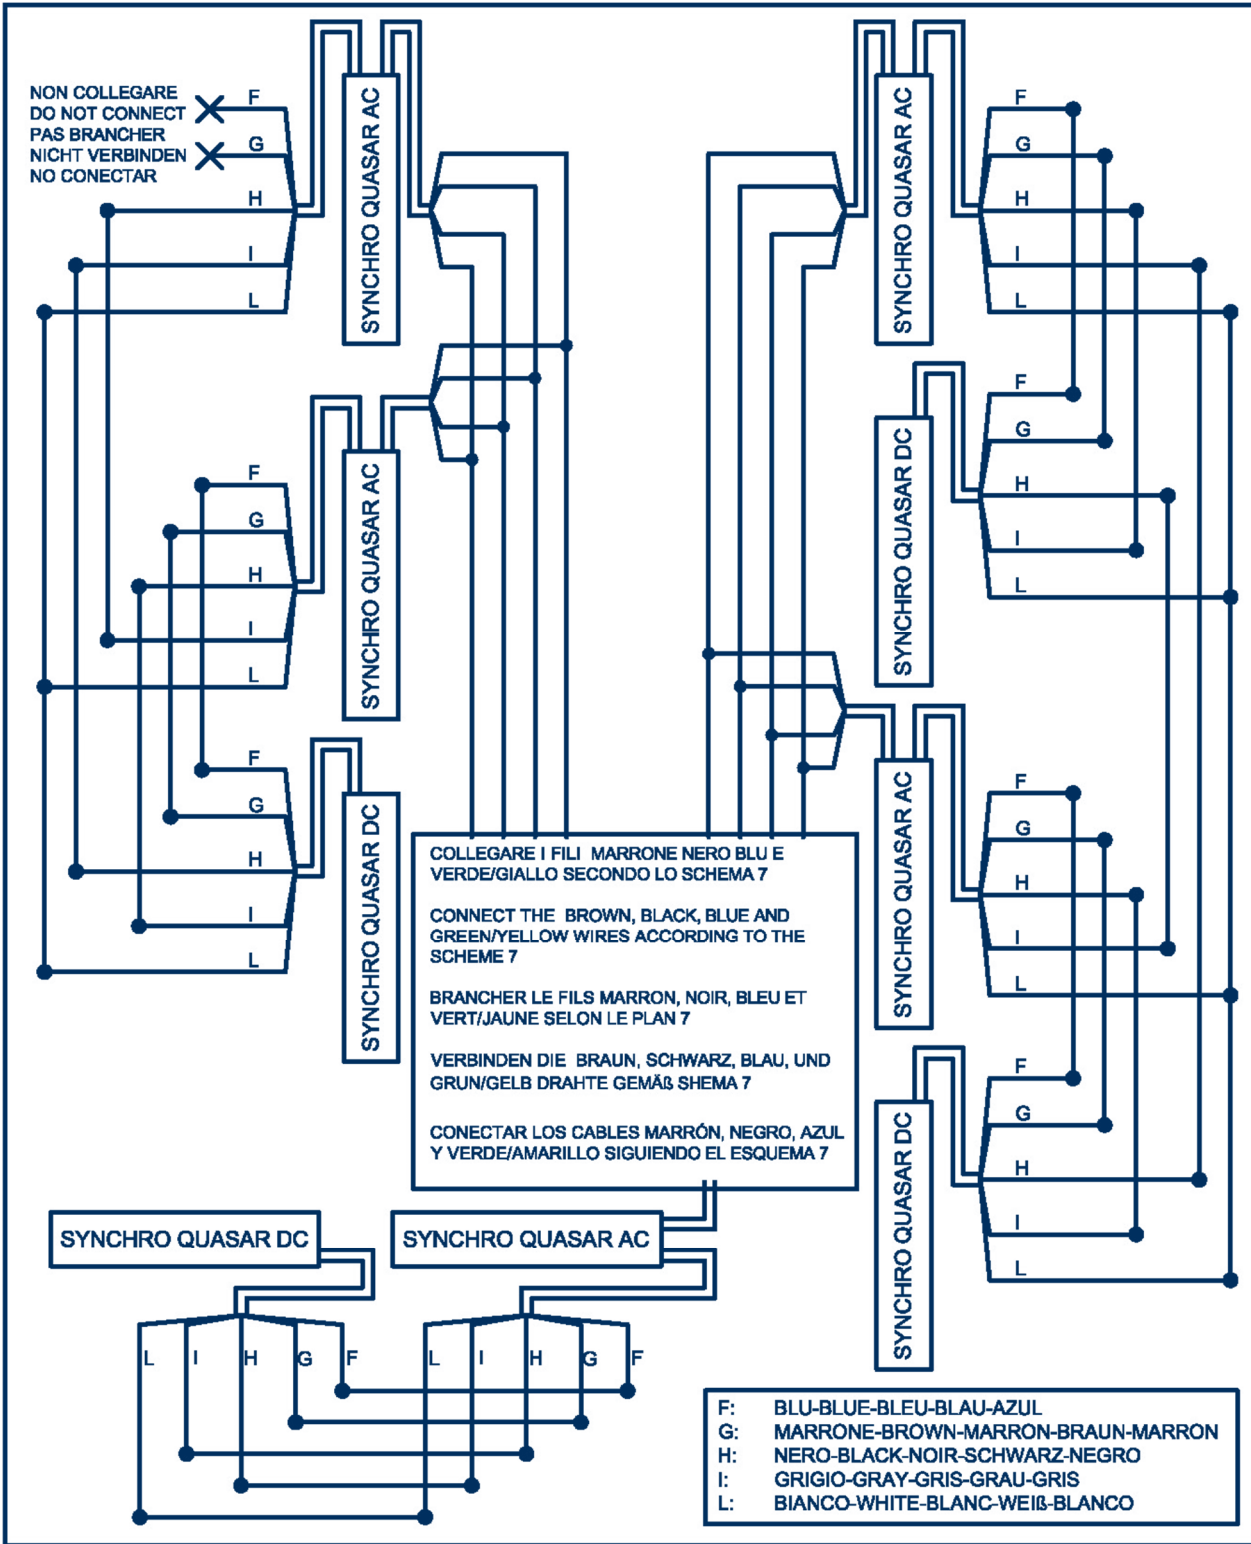 NON COLLEGARE
DO NOT CONNECT
PAS BRANCHER
NICHT VERBINDEN
NO CONECTAR
F
G
H
I
L
SYNCHRO QUASAR AC
F
G
H
I
L
SYNCHRO QUASAR AC
F
G
H
I
L
SYNCHRO QUASAR DC
SYNCHRO QUASAR AC
F
G
H
I
L
SYNCHRO QUASAR DC
F
G
H
I
L
SYNCHRO QUASAR AC
F
G
H
I
L
SYNCHRO QUASAR DC
F
G
H
I
L
COLLEGARE I FILI MARRONE NERO BLU E
VERDE/GIALLO SECONDO LO SCHEMA 7
CONNECT THE BROWN, BLACK, BLUE AND
GREEN/YELLOW WIRES ACCORDING TO THE
SCHEME 7
BRANCHER LE FILS MARRON, NOIR, BLEU ET
VERT/JAUNE SELON LE PLAN 7
VERBINDEN DIE BRAUN, SCHWARZ, BLAU, UND
GRUN/GELB DRAHTE GEMÄß SHEMA 7
CONECTAR LOS CABLES MARRÓN, NEGRO, AZUL
Y VERDE/AMARILLO SIGUIENDO EL ESQUEMA 7
SYNCHRO QUASAR DC
SYNCHRO QUASAR AC
L I H G F
L I H G F
F: BLU-BLUE-BLEU-BLAU-AZUL
G: MARRONE-BROWN-MARRON-BRAUN-MARRON
H: NERO-BLACK-NOIR-SCHWARZ-NEGRO
I: GRIGIO-GRAY-GRIS-GRAU-GRIS
L: BIANCO-WHITE-BLANC-WEIß-BLANCO